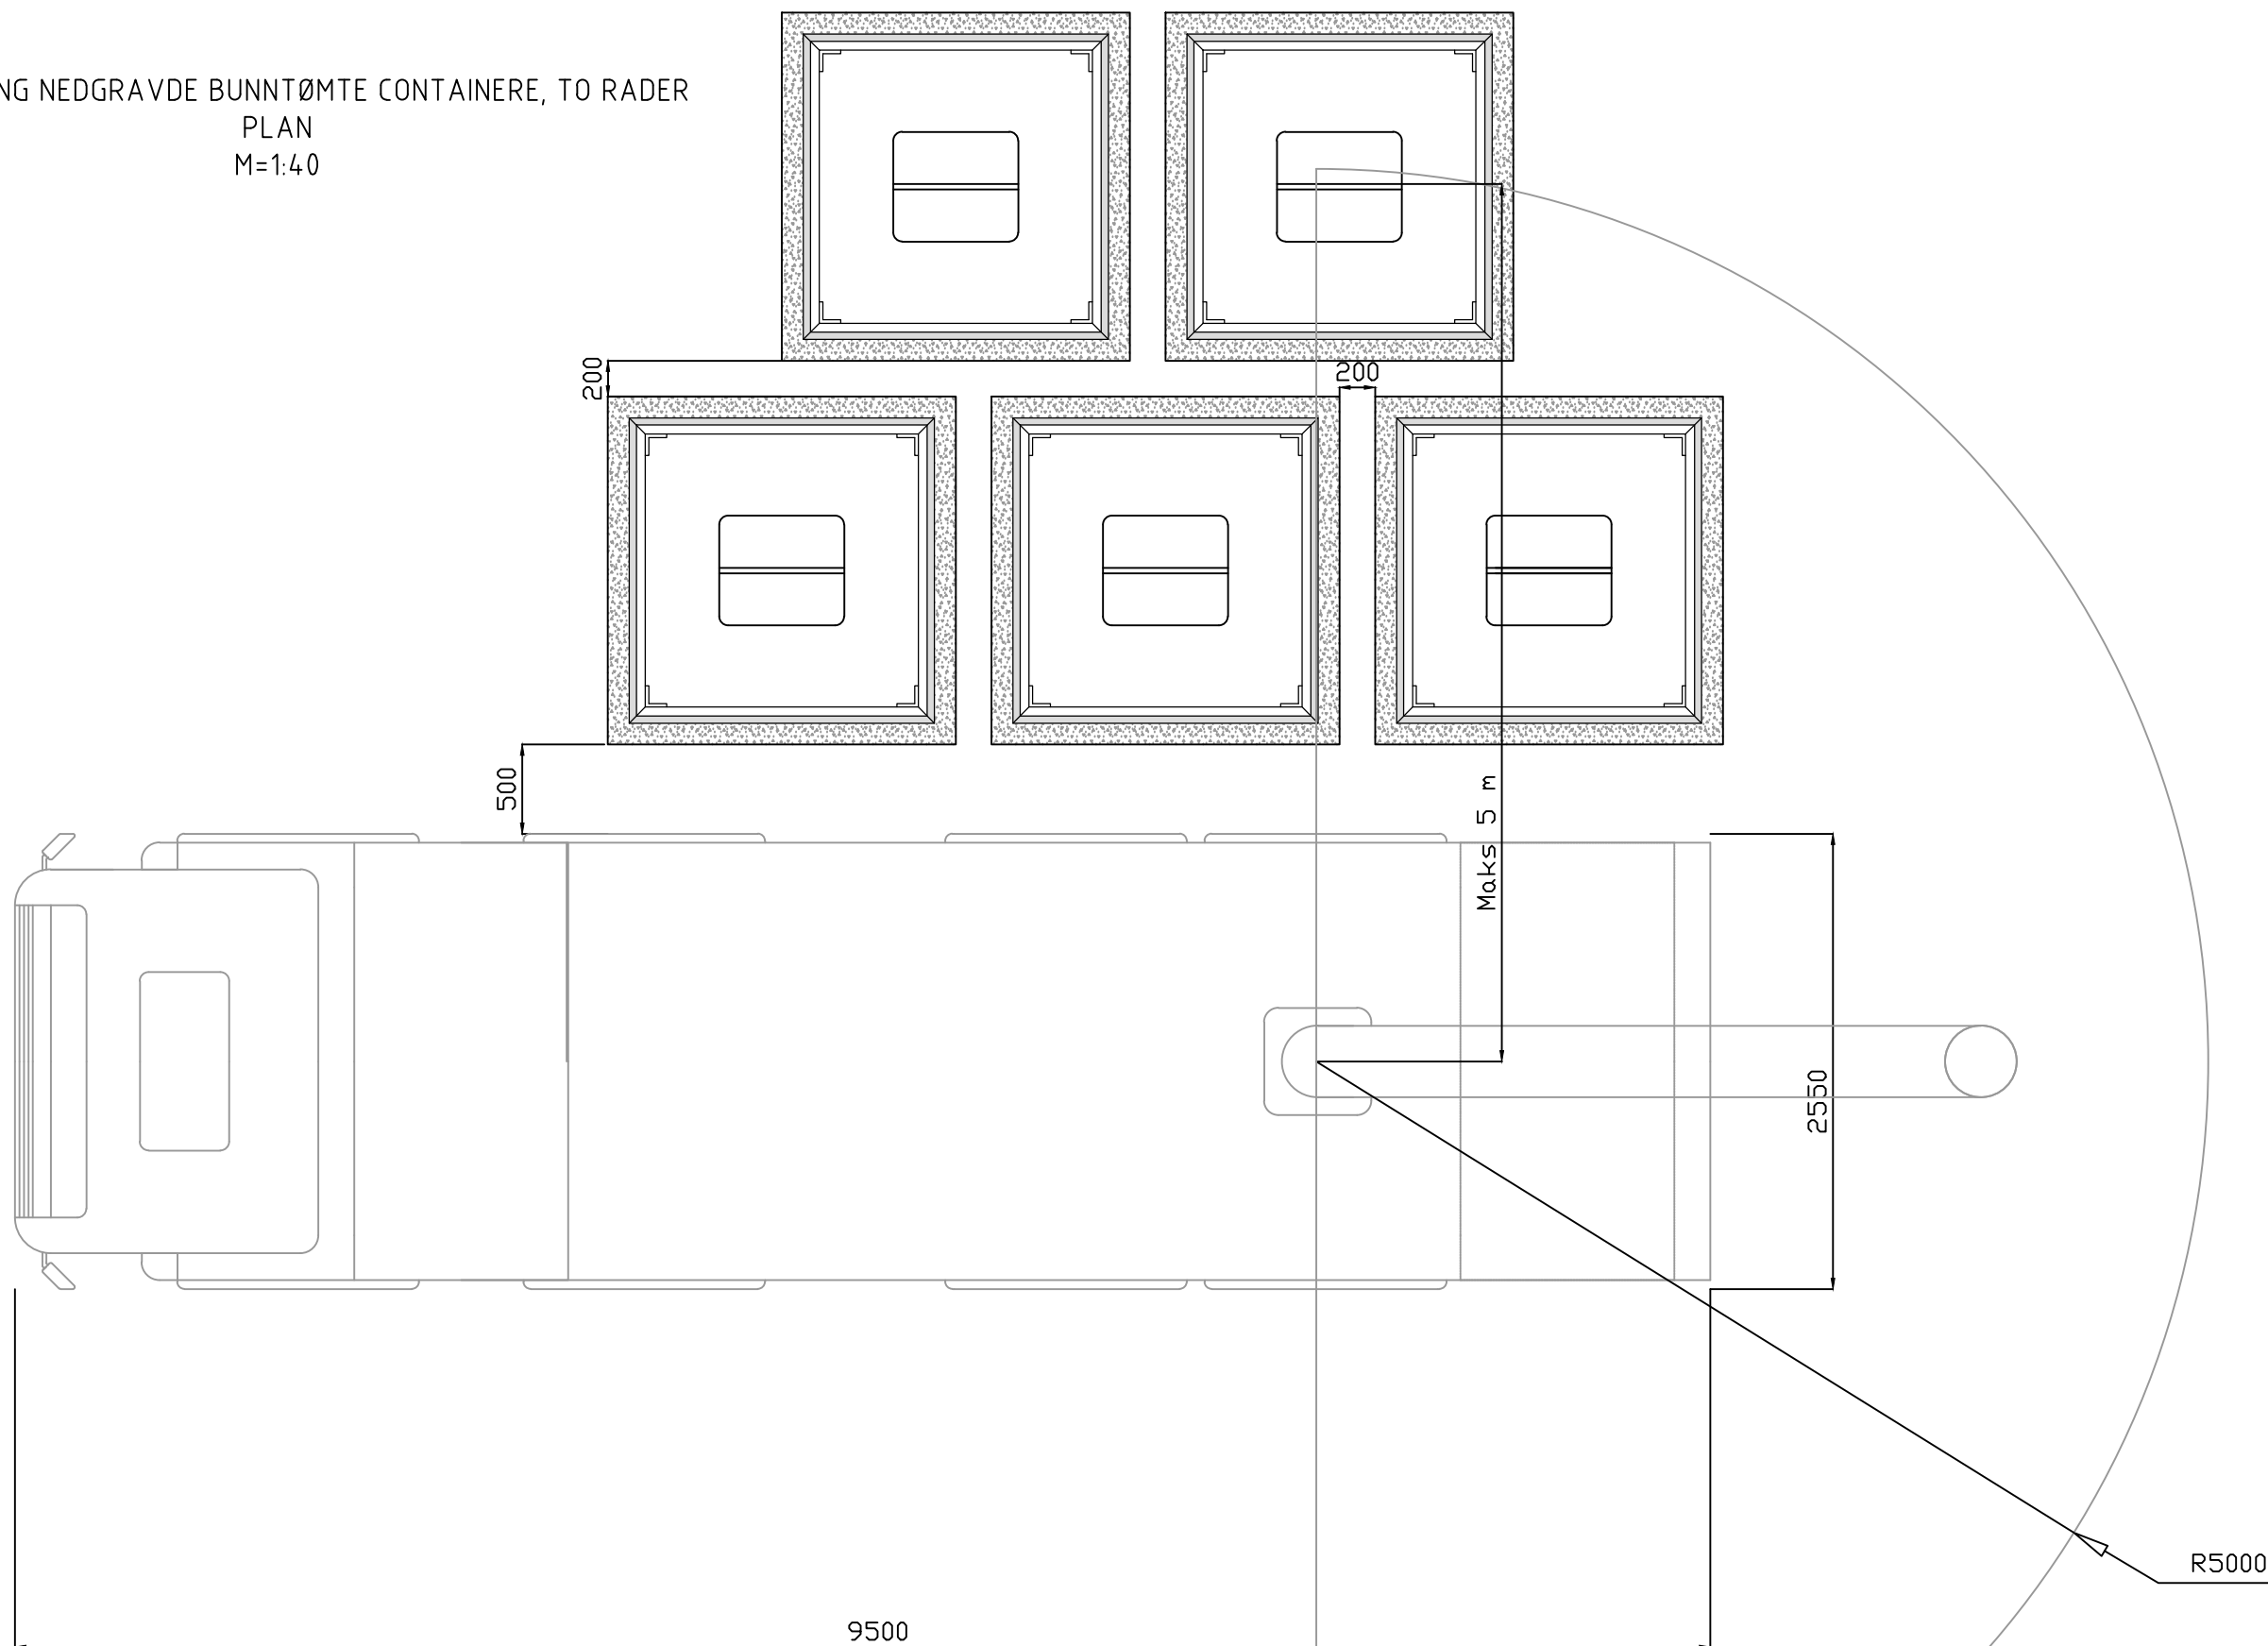 NG NEDGRAVDE BUNNTØMTE CONTAINERE, TO RADER
PLAN
M=1:40
200
200
500
Maks 5 m
2550
R5000
9500